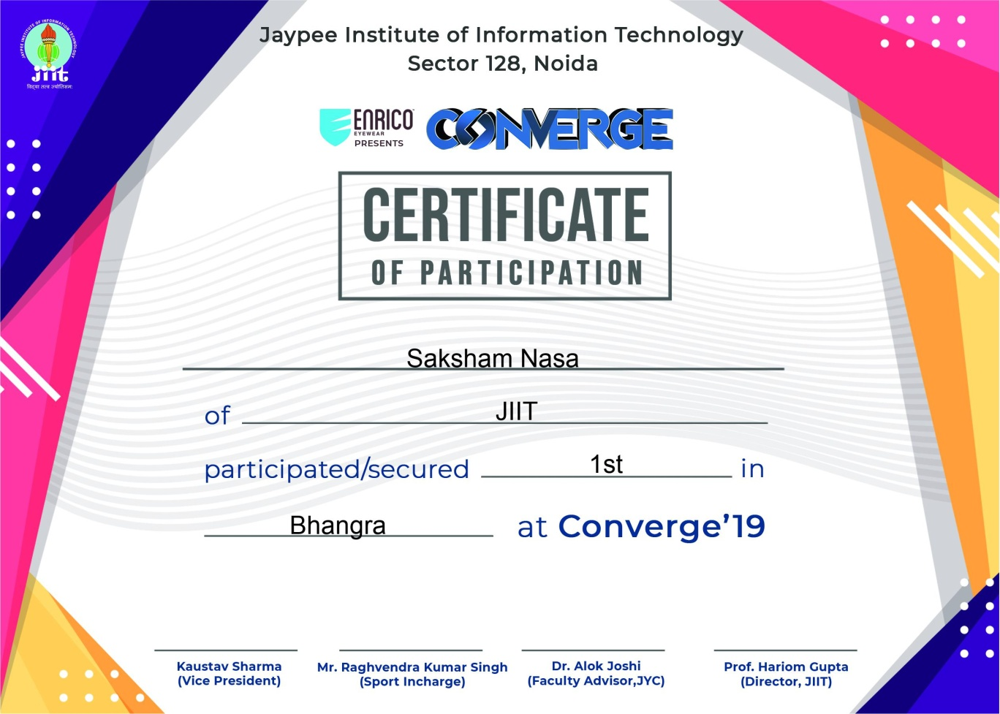 JAYPEE INSTITUTE OF INFORMATION TECHNOLOGY
jiit
विद्या तत्व ज्योतिसमः
Jaypee Institute of Information Technology
Sector 128, Noida
ENRICO
EYEWEAR
PRESENTS
CONVERGE
CERTIFICATE
OF PARTICIPATION
Saksham Nasa
of JIIT
participated/secured 1st in
Bhangra at Converge’19
Kaustav Sharma
(Vice President)
Mr. Raghvendra Kumar Singh
(Sport Incharge)
Dr. Alok Joshi
(Faculty Advisor,JYC)
Prof. Hariom Gupta
(Director, JIIT)